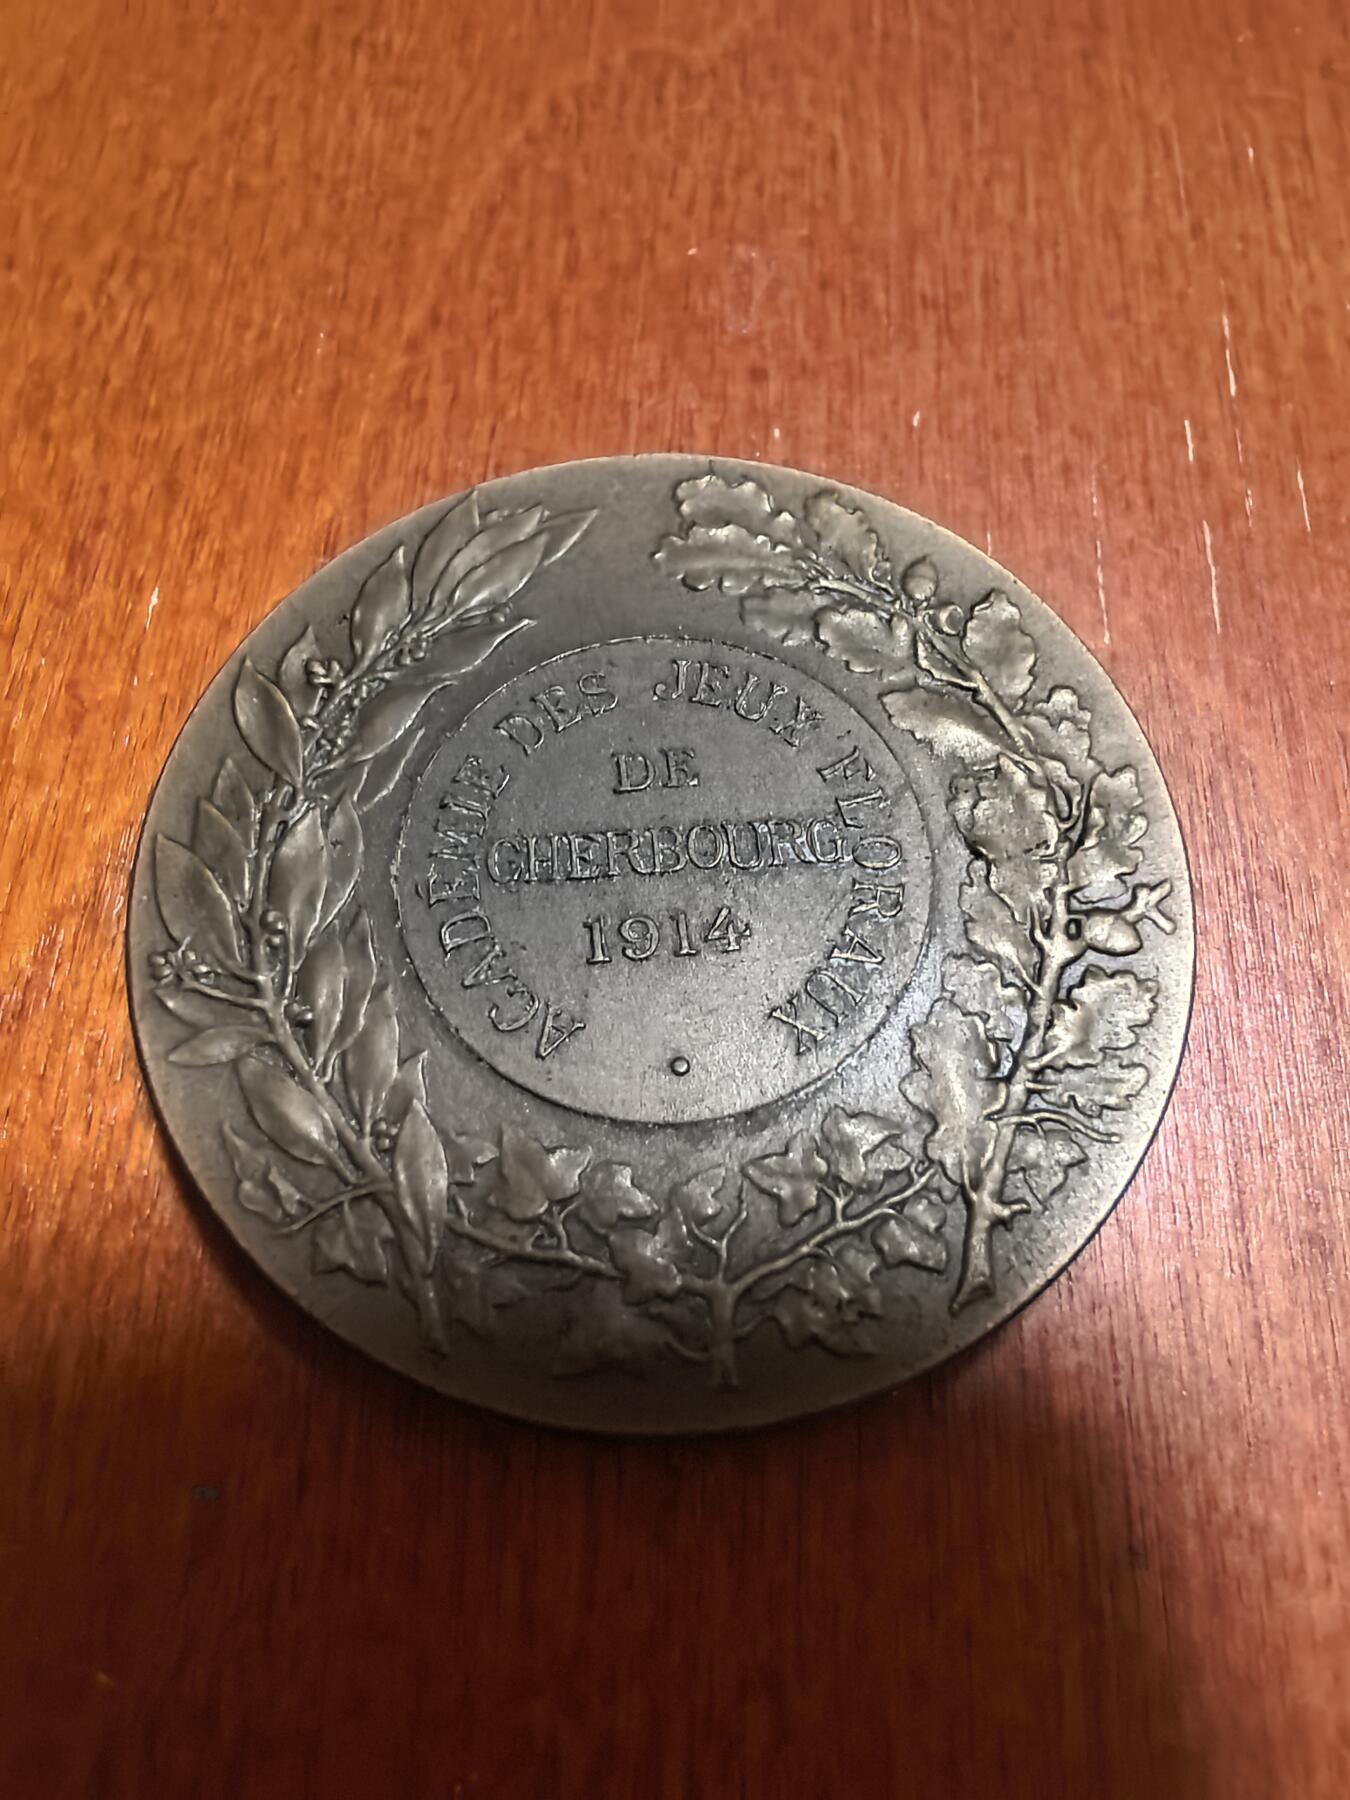 ACADÉMIE DES JEUX FLORAUX
DE
CHERBOURG
1914